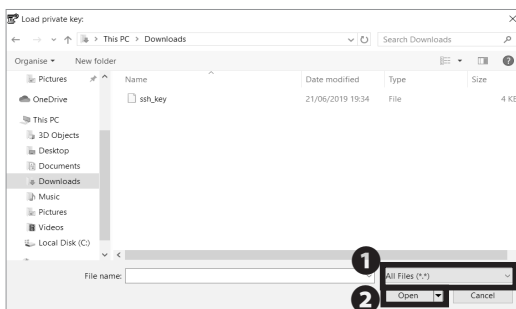 Load private key:
This PC > Downloads
Search Downloads
Organise
New folder
Name
Date modified
Type
Size
ssh_key
21/06/2019 19:34
File
4 KB
Pictures
OneDrive
This PC
3D Objects
Desktop
Documents
Downloads
Music
Pictures
Videos
Local Disk (C:)
1
File name:
All Files (*.*)
2
Open
Cancel